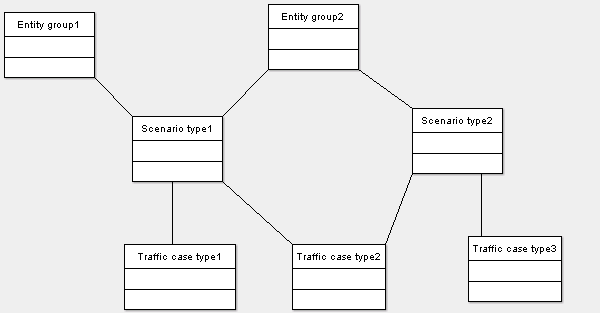 Entity group1
Entity group2
Scenario type1
Scenario type2
Traffic case type1
Traffic case type2
Traffic case type3